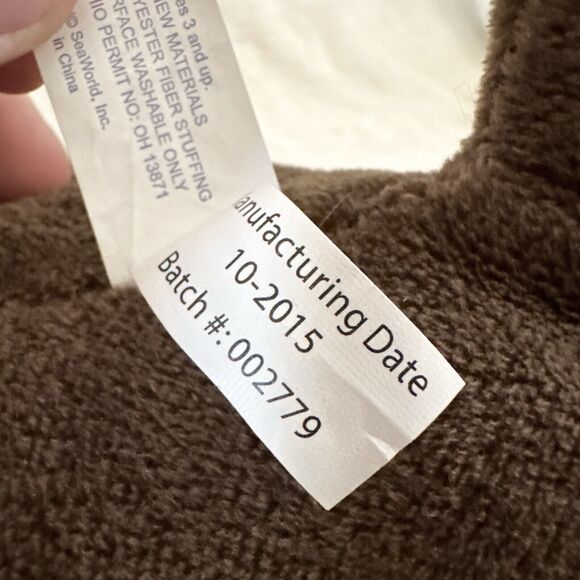 es 3 and up.
NEW MATERIALS
YESTER FIBER STUFFING
RFACE WASHABLE ONLY
HIO PERMIT NO: OH 13871
© SeaWorld, Inc.
in China
anufacturing Date
10-2015
Batch #: 002779